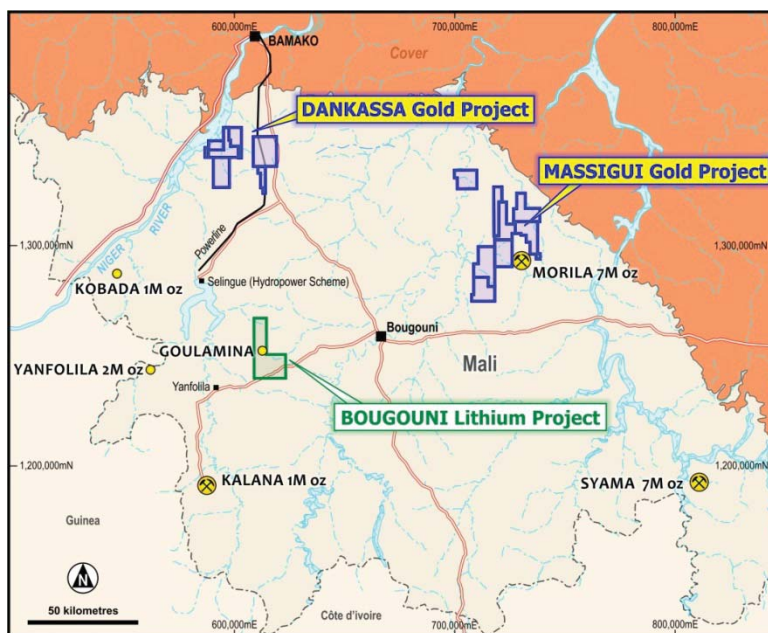 600,000mE
700,000mE
800,000mE
BAMAKO
Cover
DANKASSA Gold Project
MASSIGUI Gold Project
NIGER RIVER
Powerline
1,300,000mN
1,300,000mN
KOBADA 1M oz
Selingue (Hydropower Scheme)
MORILA 7M oz
Bougouni
GOULAMINA
Mali
YANFOLILA 2M oz
Yanfolila
BOUGOUNI Lithium Project
1,200,000mN
1,200,000mN
KALANA 1M oz
SYAMA 7M oz
Guinea
N
50 kilometres
Côte d'ivoire
600,000mE
700,000mE
800,000mE